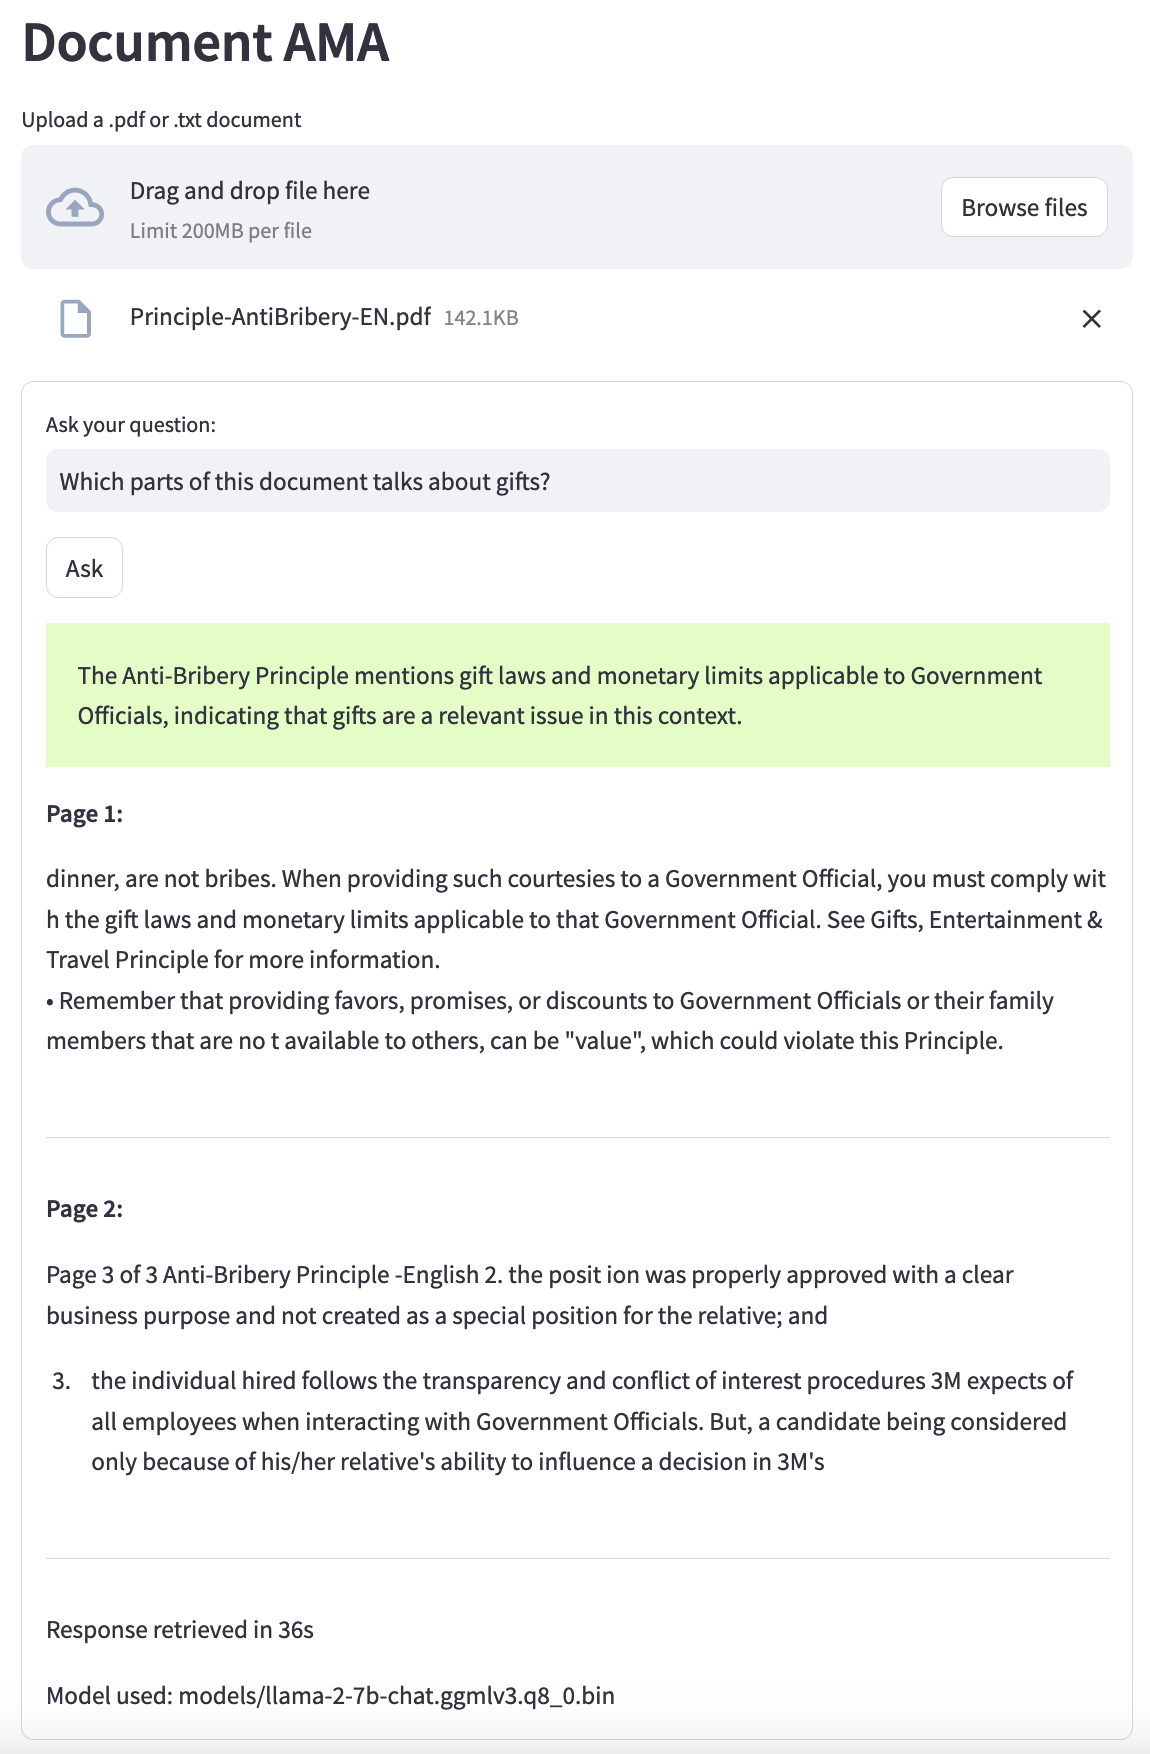 Document AMA
Upload a .pdf or .txt document
Drag and drop file here
Limit 200MB per file
Browse files
Principle-AntiBribery-EN.pdf 142.1KB
Ask your question:
Which parts of this document talks about gifts?
Ask
The Anti-Bribery Principle mentions gift laws and monetary limits applicable to Government
Officials, indicating that gifts are a relevant issue in this context.
Page 1:
dinner, are not bribes. When providing such courtesies to a Government Official, you must comply wit
h the gift laws and monetary limits applicable to that Government Official. See Gifts, Entertainment &
Travel Principle for more information.
• Remember that providing favors, promises, or discounts to Government Officials or their family
members that are no t available to others, can be "value", which could violate this Principle.
Page 2:
Page 3 of 3 Anti-Bribery Principle -English 2. the posit ion was properly approved with a clear
business purpose and not created as a special position for the relative; and
3. the individual hired follows the transparency and conflict of interest procedures 3M expects of
all employees when interacting with Government Officials. But, a candidate being considered
only because of his/her relative's ability to influence a decision in 3M's
Response retrieved in 36s
Model used: models/llama-2-7b-chat.ggmlv3.q8_0.bin